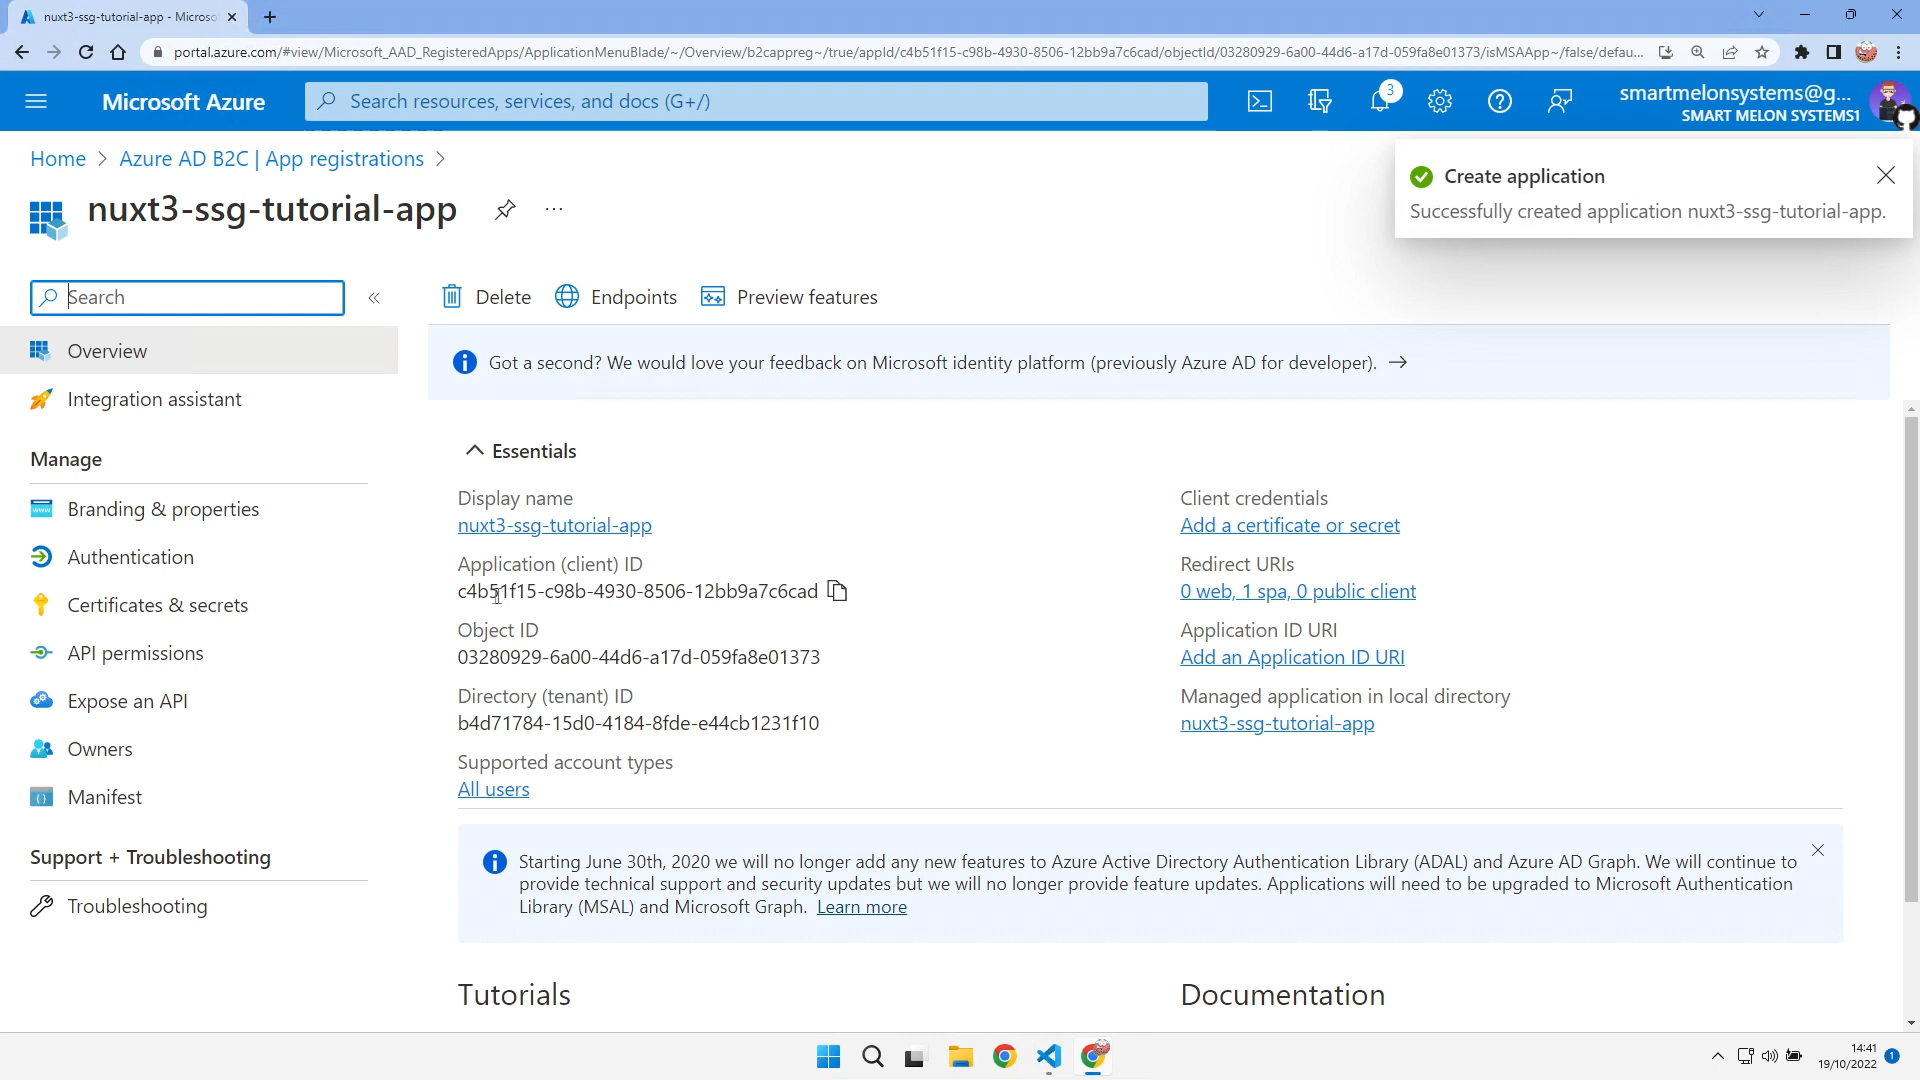 nuxt3-ssg-tutorial-app - Microso
portal.azure.com/#view/Microsoft_AAD_RegisteredApps/ApplicationMenuBlade/~/Overview/b2cappreg~/true/appId/c4b51f15-c98b-4930-8506-12bb9a7c6cad/objectId/03280929-6a00-44d6-a17d-059fa8e01373/isMSAApp~/false/defau...
Microsoft Azure
Search resources, services, and docs (G+/)
3
smartmelonsystems@g...
SMART MELON SYSTEMS1
Home > Azure AD B2C | App registrations >
Create application
Successfully created application nuxt3-ssg-tutorial-app.
nuxt3-ssg-tutorial-app
...
Search
«
Delete
Endpoints
Preview features
Overview
Integration assistant
Manage
Branding & properties
Authentication
Certificates & secrets
API permissions
Expose an API
Owners
Manifest
Support + Troubleshooting
Troubleshooting
Got a second? We would love your feedback on Microsoft identity platform (previously Azure AD for developer). →
Essentials
Display name
nuxt3-ssg-tutorial-app
Application (client) ID
c4b51f15-c98b-4930-8506-12bb9a7c6cad
Object ID
03280929-6a00-44d6-a17d-059fa8e01373
Directory (tenant) ID
b4d71784-15d0-4184-8fde-e44cb1231f10
Supported account types
All users
Client credentials
Add a certificate or secret
Redirect URIs
0 web, 1 spa, 0 public client
Application ID URI
Add an Application ID URI
Managed application in local directory
nuxt3-ssg-tutorial-app
Starting June 30th, 2020 we will no longer add any new features to Azure Active Directory Authentication Library (ADAL) and Azure AD Graph. We will continue to
provide technical support and security updates but we will no longer provide feature updates. Applications will need to be upgraded to Microsoft Authentication
Library (MSAL) and Microsoft Graph. Learn more
Tutorials
Documentation
14:41
19/10/2022
1